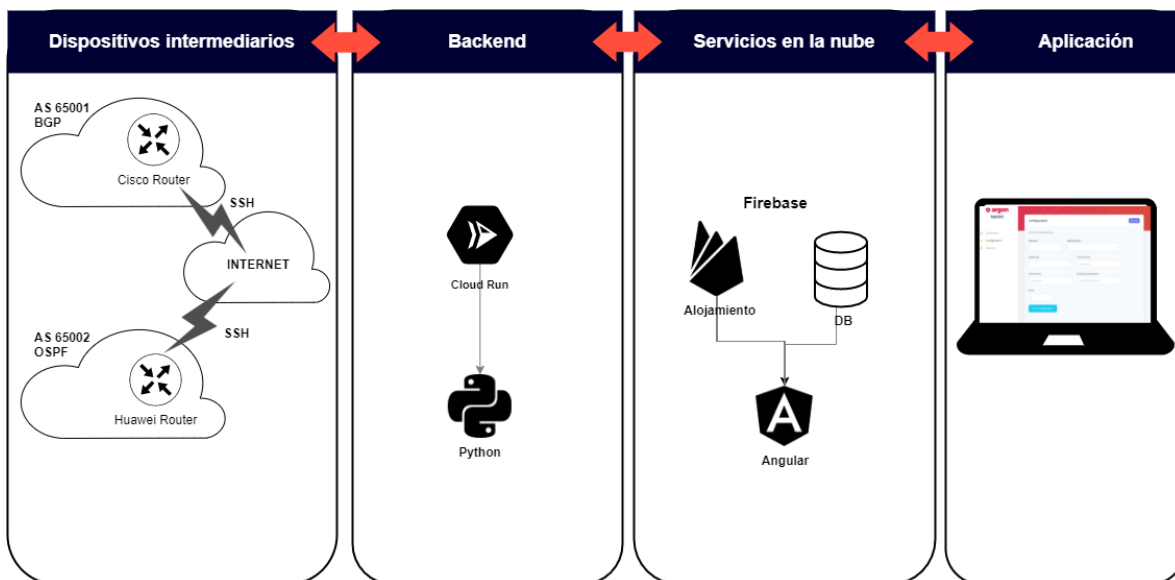 Dispositivos intermediarios
Backend
Servicios en la nube
Aplicación
AS 65001
BGP
Cisco Router
SSH
INTERNET
SSH
AS 65002
OSPF
Huawei Router
Cloud Run
Python
Firebase
Alojamiento
DB
Angular
argon